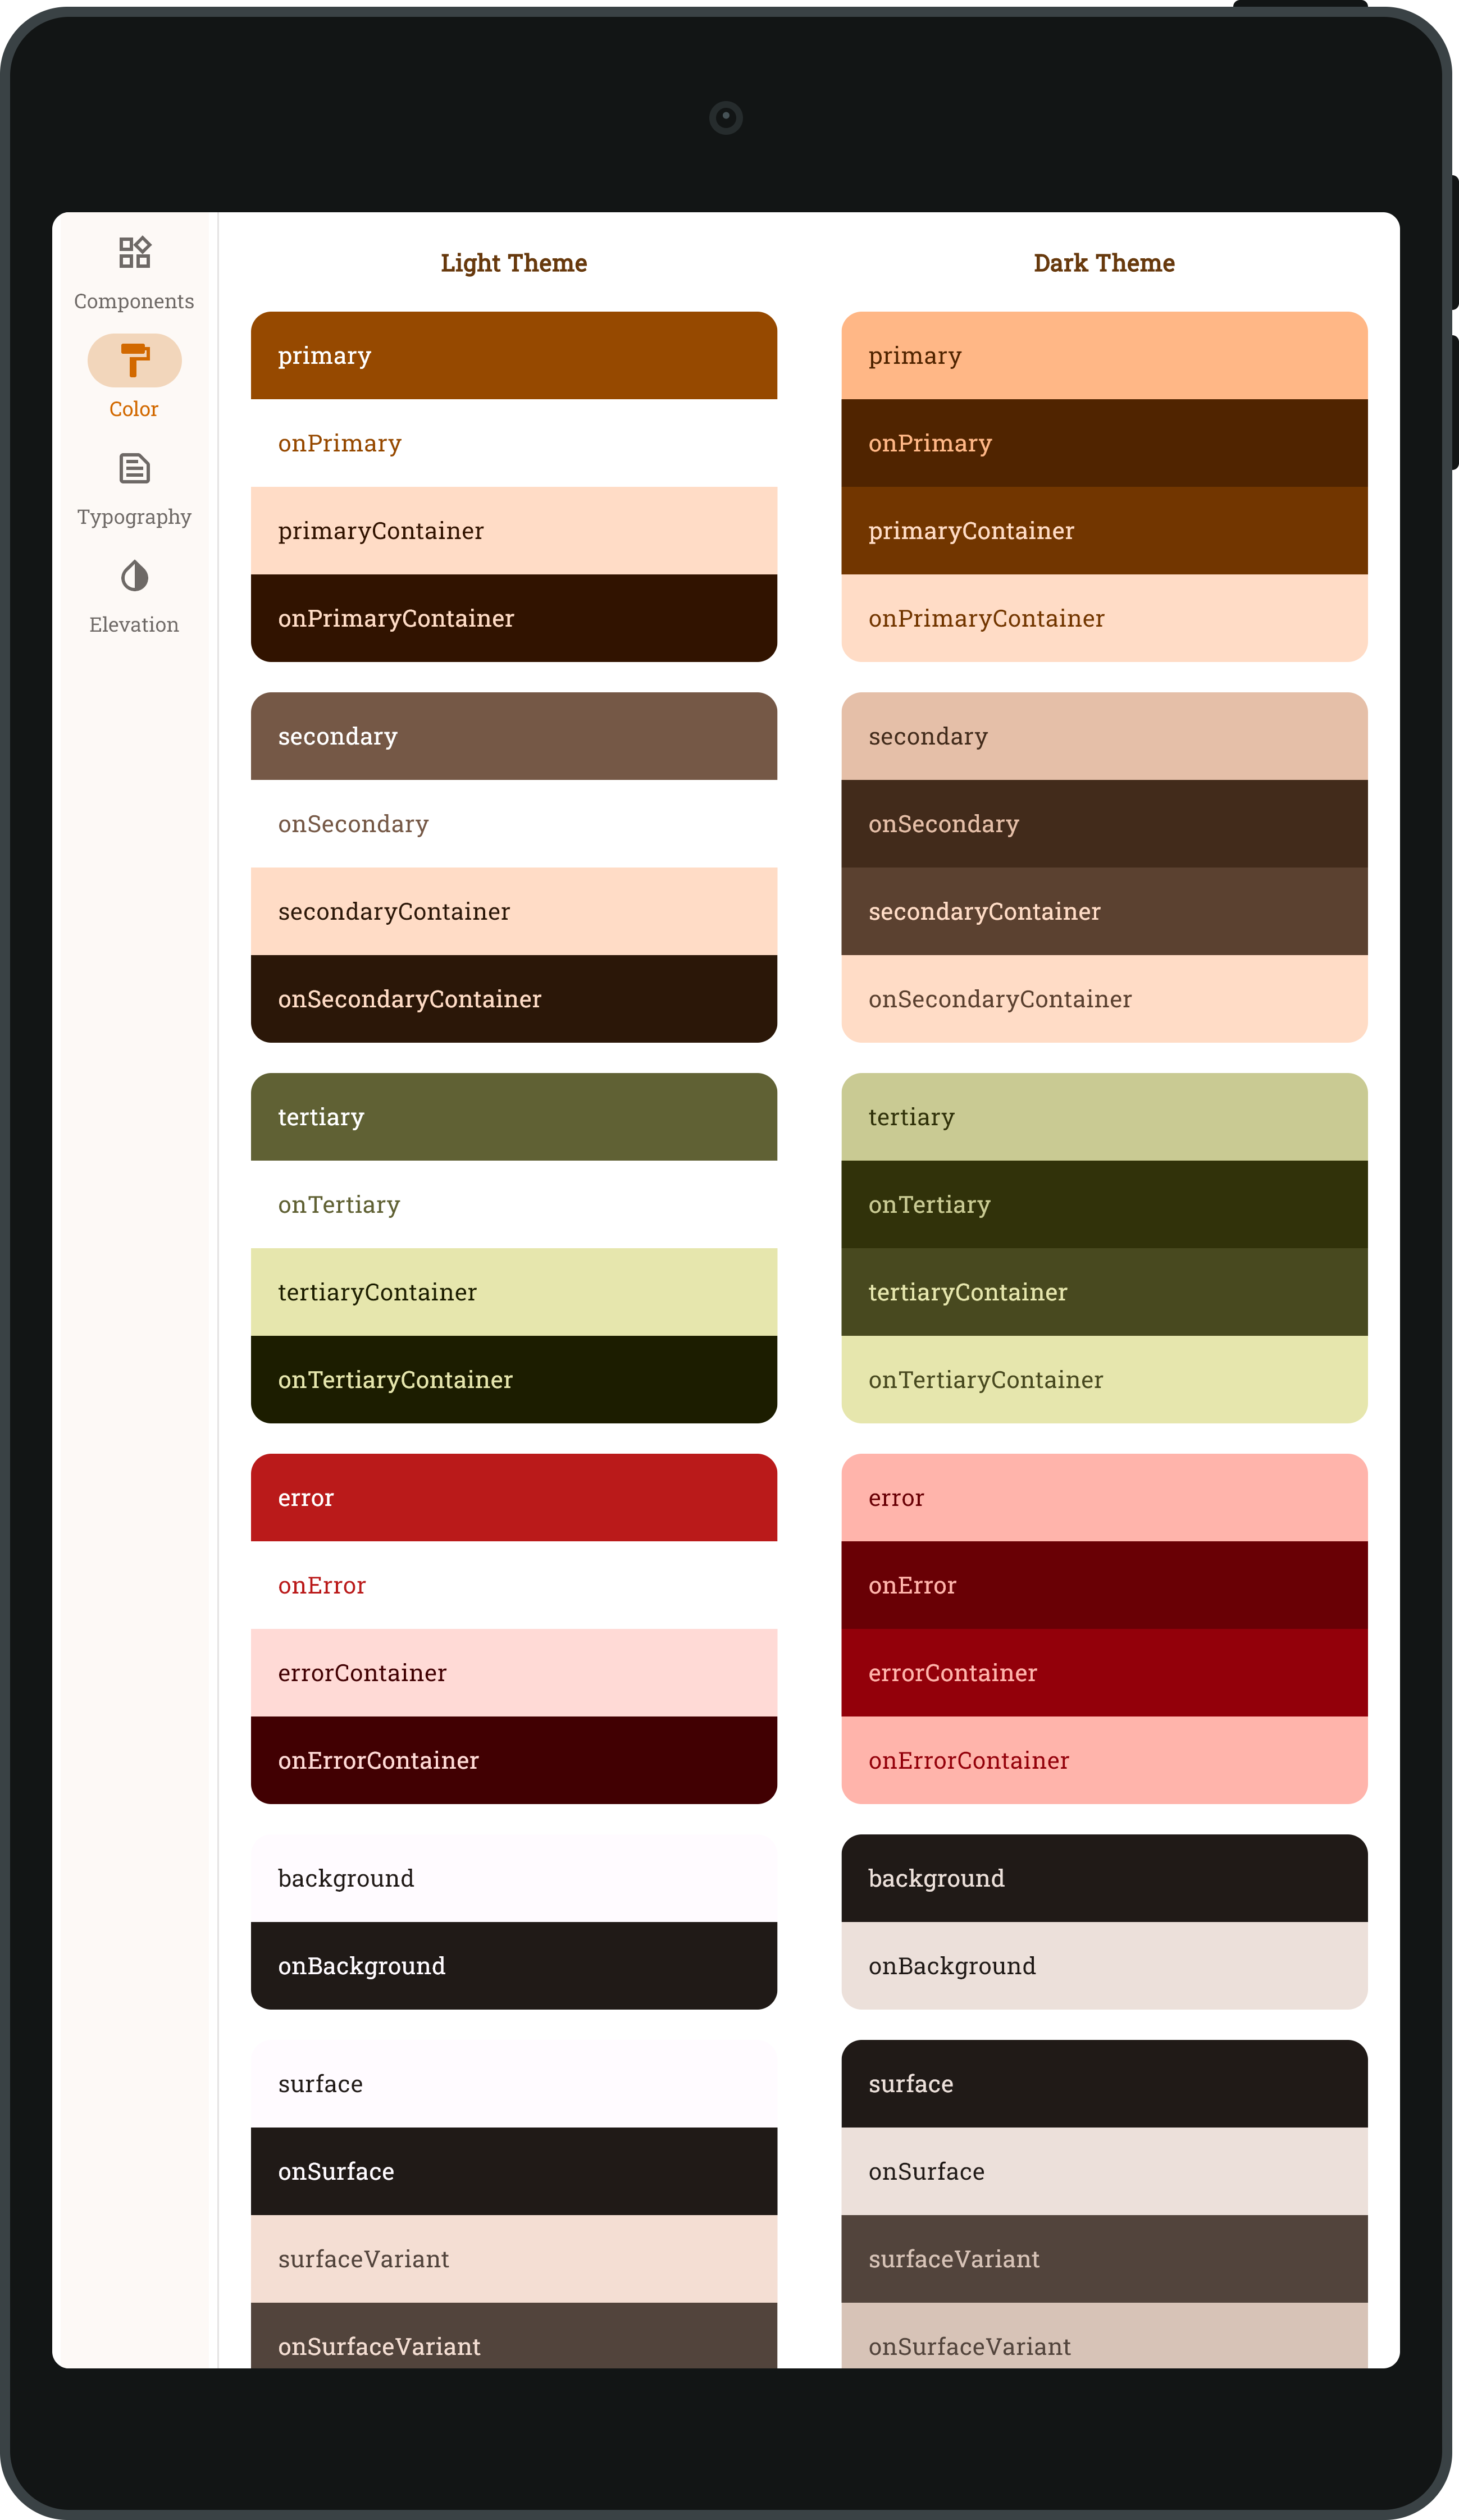 Components
Color
Typography
Elevation
Light Theme
primary
onPrimary
primaryContainer
onPrimaryContainer
secondary
onSecondary
secondaryContainer
onSecondaryContainer
tertiary
onTertiary
tertiaryContainer
onTertiaryContainer
error
onError
errorContainer
onErrorContainer
background
onBackground
surface
onSurface
surfaceVariant
onSurfaceVariant
Dark Theme
primary
onPrimary
primaryContainer
onPrimaryContainer
secondary
onSecondary
secondaryContainer
onSecondaryContainer
tertiary
onTertiary
tertiaryContainer
onTertiaryContainer
error
onError
errorContainer
onErrorContainer
background
onBackground
surface
onSurface
surfaceVariant
onSurfaceVariant